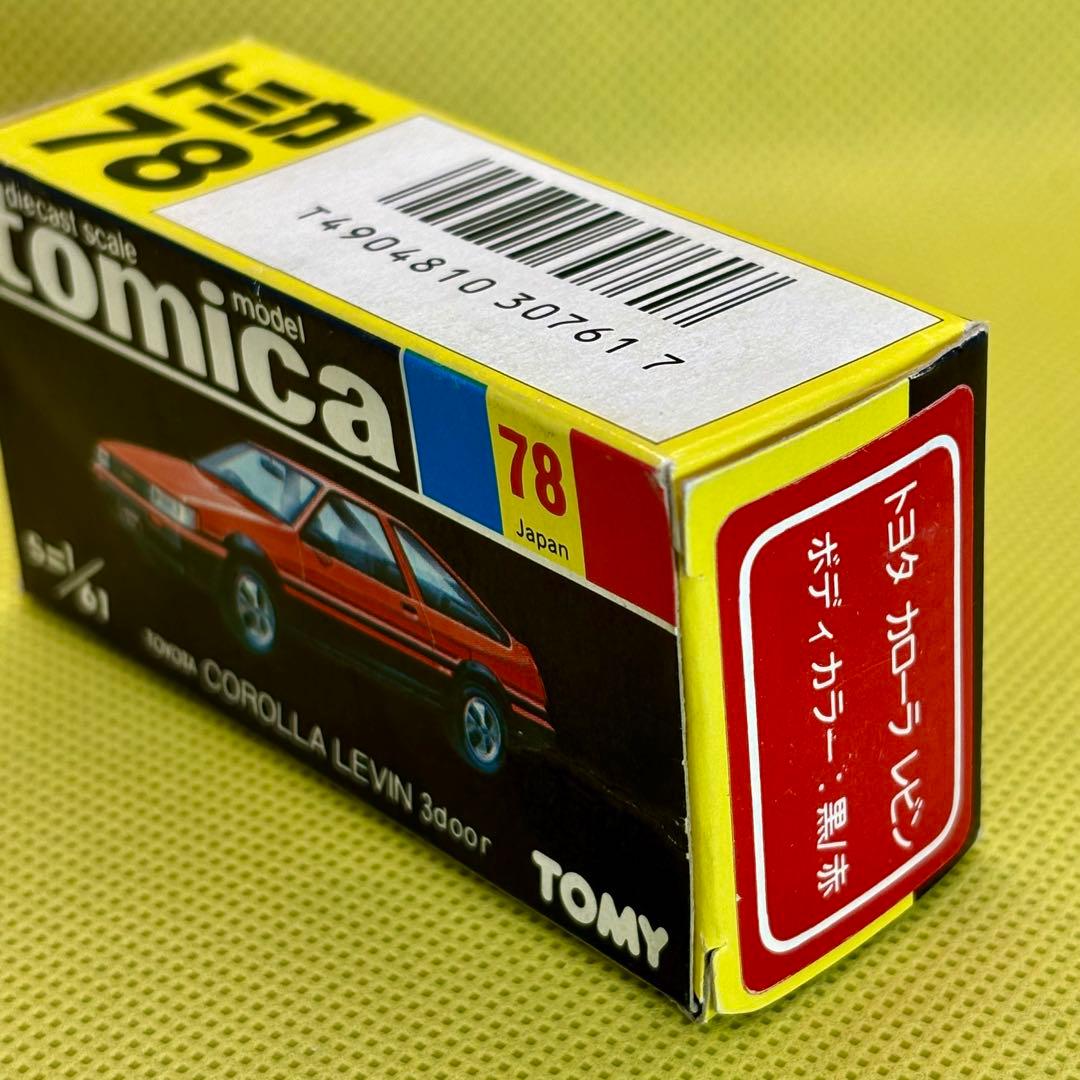 トミカ
78
T4904810 307617
diecast scale
tomica
model
78
Japan
S=1/61
TOYOTA COROLLA LEVIN 3door
TOMY
トヨタ カローラ レビン
ボディカラー:黒/赤